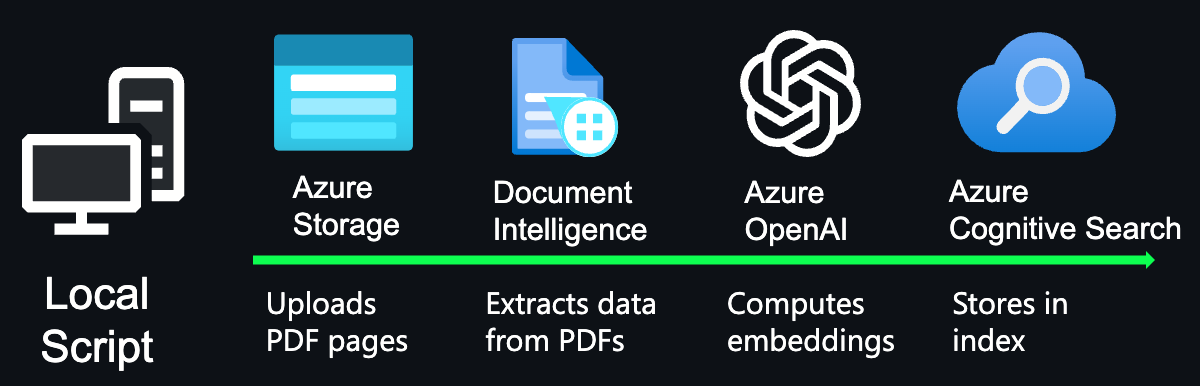 Local
Script
Azure
Storage
Uploads
PDF pages
Document
Intelligence
Extracts data
from PDFs
Azure
OpenAI
Computes
embeddings
Azure
Cognitive Search
Stores in
index